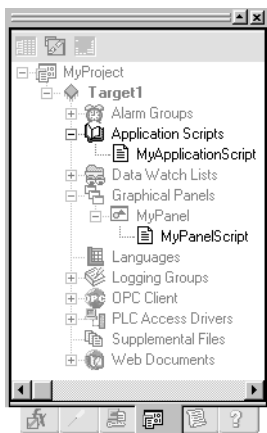 MyProject
Target1
Alarm Groups
Application Scripts
MyApplicationScript
Data Watch Lists
Graphical Panels
MyPanel
MyPanelScript
Languages
Logging Groups
OPC Client
PLC Access Drivers
Supplemental Files
Web Documents